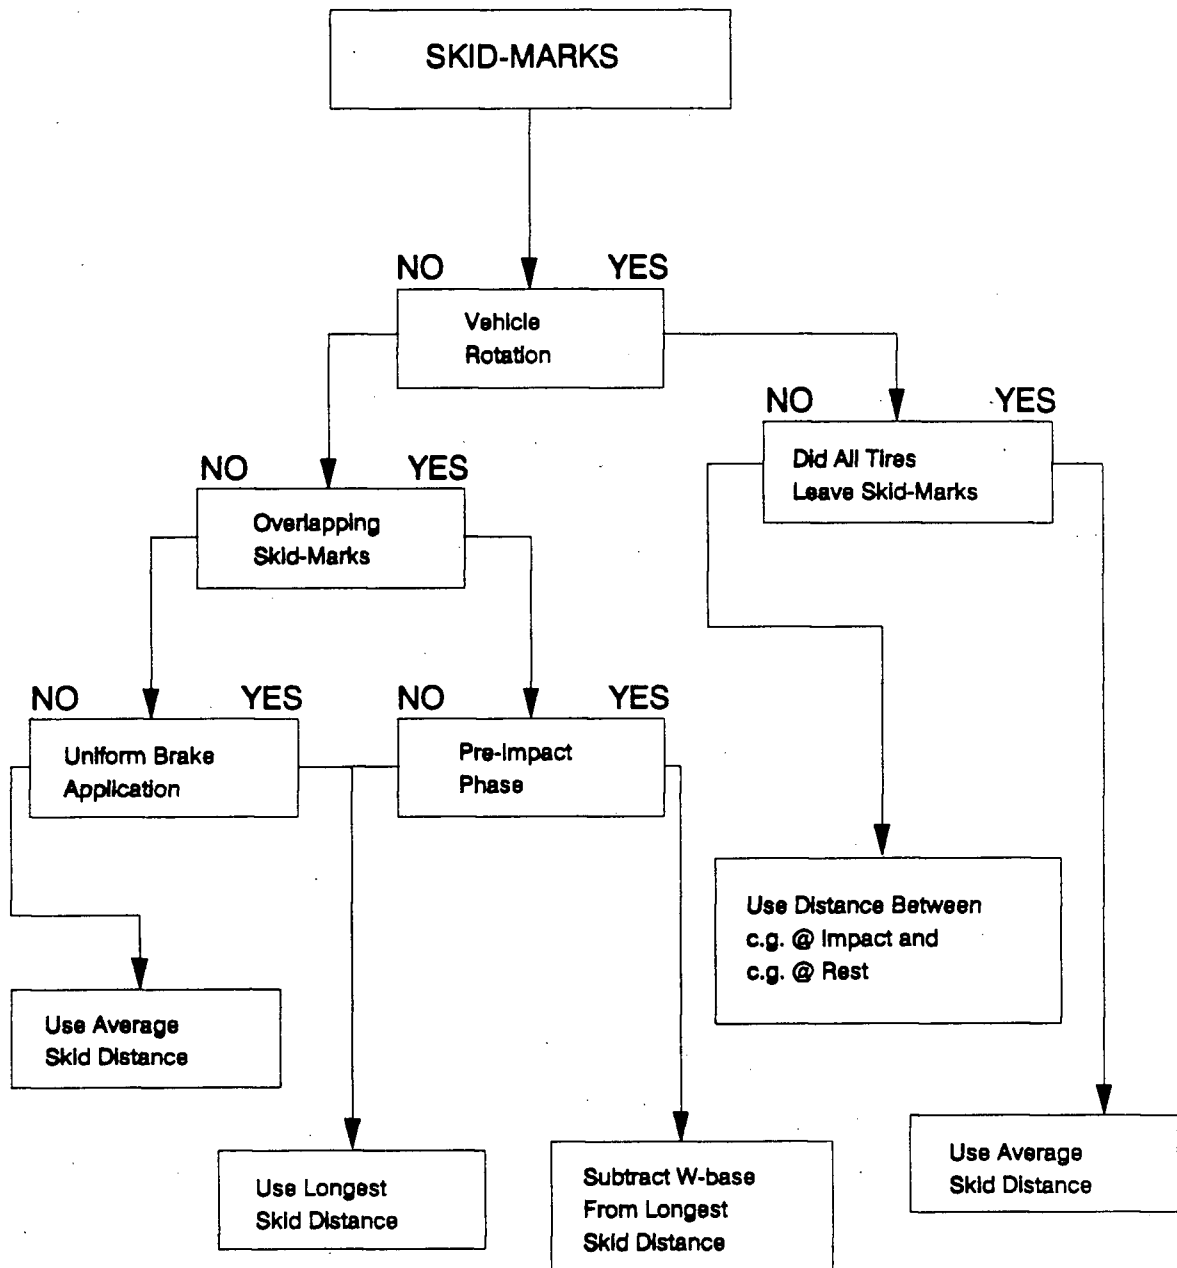 SKID-MARKS
NO YES
Vehicle
Rotation
NO YES
Did All Tires
Leave Skid-Marks
NO YES
Overlapping
Skid-Marks
NO YES
Uniform Brake
Application
NO YES
Pre-Impact
Phase
Use Distance Between
c.g. @ Impact and
c.g. @ Rest
Use Average
Skid Distance
Use Longest
Skid Distance
Subtract W-base
From Longest
Skid Distance
Use Average
Skid Distance